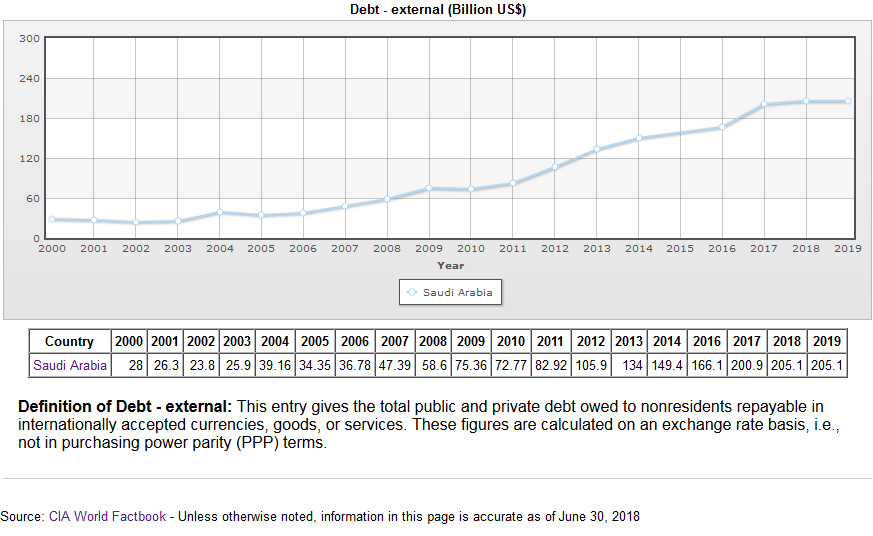 Debt - external (Billion US$)
300
240
180
120
60
0
2000 2001 2002 2003 2004 2005 2006 2007 2008 2009 2010 2011 2012 2013 2014 2015 2016 2017 2018 2019
Year
Saudi Arabia
Country 2000 2001 2002 2003 2004 2005 2006 2007 2008 2009 2010 2011 2012 2013 2014 2016 2017 2018 2019
Saudi Arabia 28 26.3 23.8 25.9 39.16 34.35 36.78 47.39 58.6 75.36 72.77 82.92 105.9 134 149.4 166.1 200.9 205.1 205.1
Definition of Debt - external: This entry gives the total public and private debt owed to nonresidents repayable in
internationally accepted currencies, goods, or services. These figures are calculated on an exchange rate basis, i.e.,
not in purchasing power parity (PPP) terms.
Source: CIA World Factbook - Unless otherwise noted, information in this page is accurate as of June 30, 2018